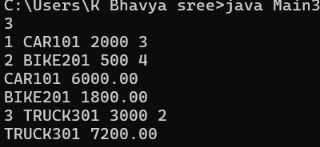 C:\Users\K Bhavya sree>java Main3
3
1 CAR101 2000 3
2 BIKE201 500 4
CAR101 6000.00
BIKE201 1800.00
3 TRUCK301 3000 2
TRUCK301 7200.00